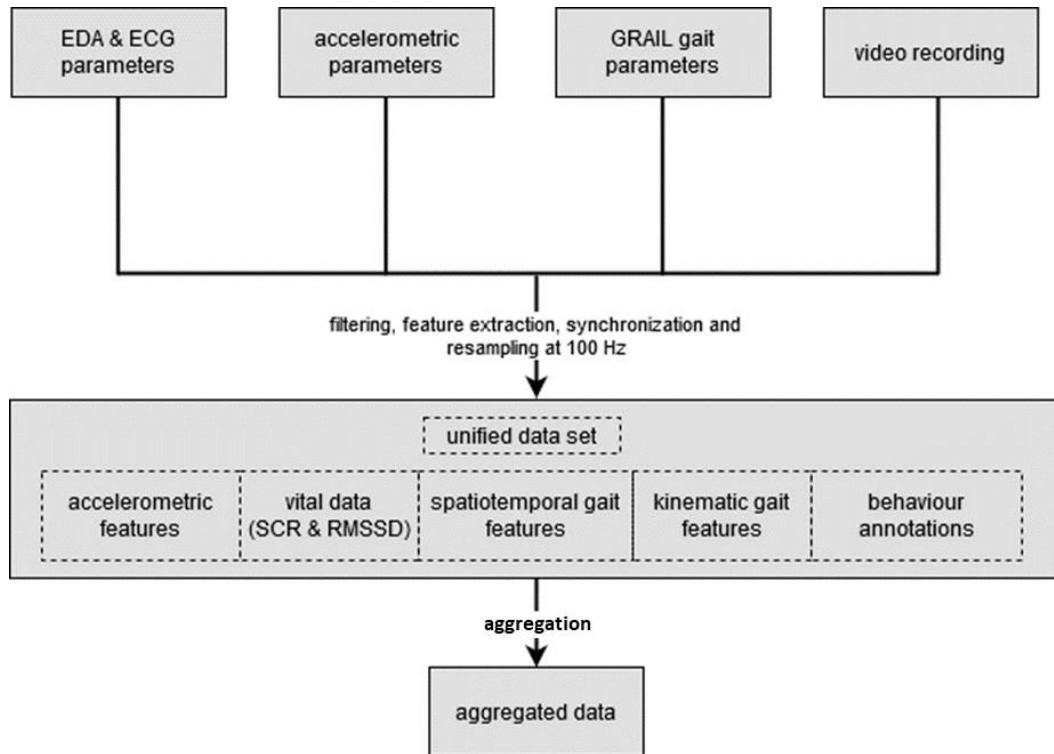 EDA & ECG
parameters
accelerometric
parameters
GRAIL gait
parameters
video recording
filtering, feature extraction, synchronization and
resampling at 100 Hz
unified data set
accelerometric
features
vital data
(SCR & RMSSD)
spatiotemporal gait
features
kinematic gait
features
behaviour
annotations
aggregation
aggregated data